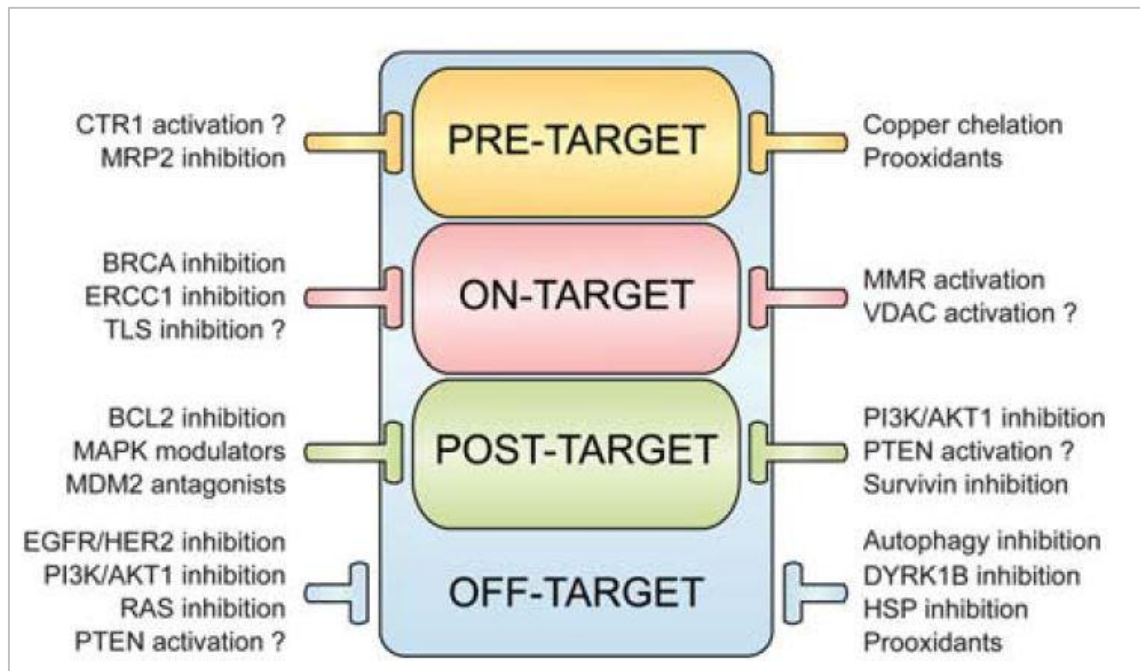 PRE-TARGET
CTR1 activation ?
MRP2 inhibition
Copper chelation
Prooxidants
ON-TARGET
BRCA inhibition
ERCC1 inhibition
TLS inhibition ?
MMR activation
VDAC activation ?
POST-TARGET
BCL2 inhibition
MAPK modulators
MDM2 antagonists
PI3K/AKT1 inhibition
PTEN activation ?
Survivin inhibition
OFF-TARGET
EGFR/HER2 inhibition
PI3K/AKT1 inhibition
RAS inhibition
PTEN activation ?
Autophagy inhibition
DYRK1B inhibition
HSP inhibition
Prooxidants